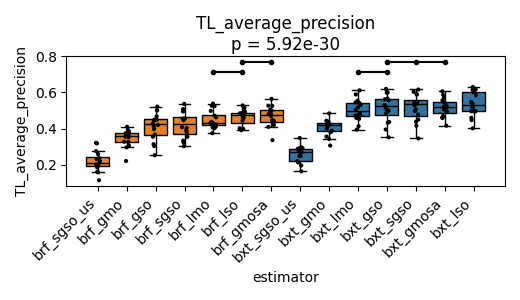 TL_average_precision
p = 5.92e-30
TL_average_precision
0.8
0.6
0.4
0.2
brf_sgso_us
brf_gmo
brf_gso
brf_sgso
brf_lmo
brf_lso
brf_gmosa
bxt_sgso_us
bxt_gmo
bxt_lmo
bxt_gso
bxt_sgso
bxt_gmosa
bxt_lso
estimator